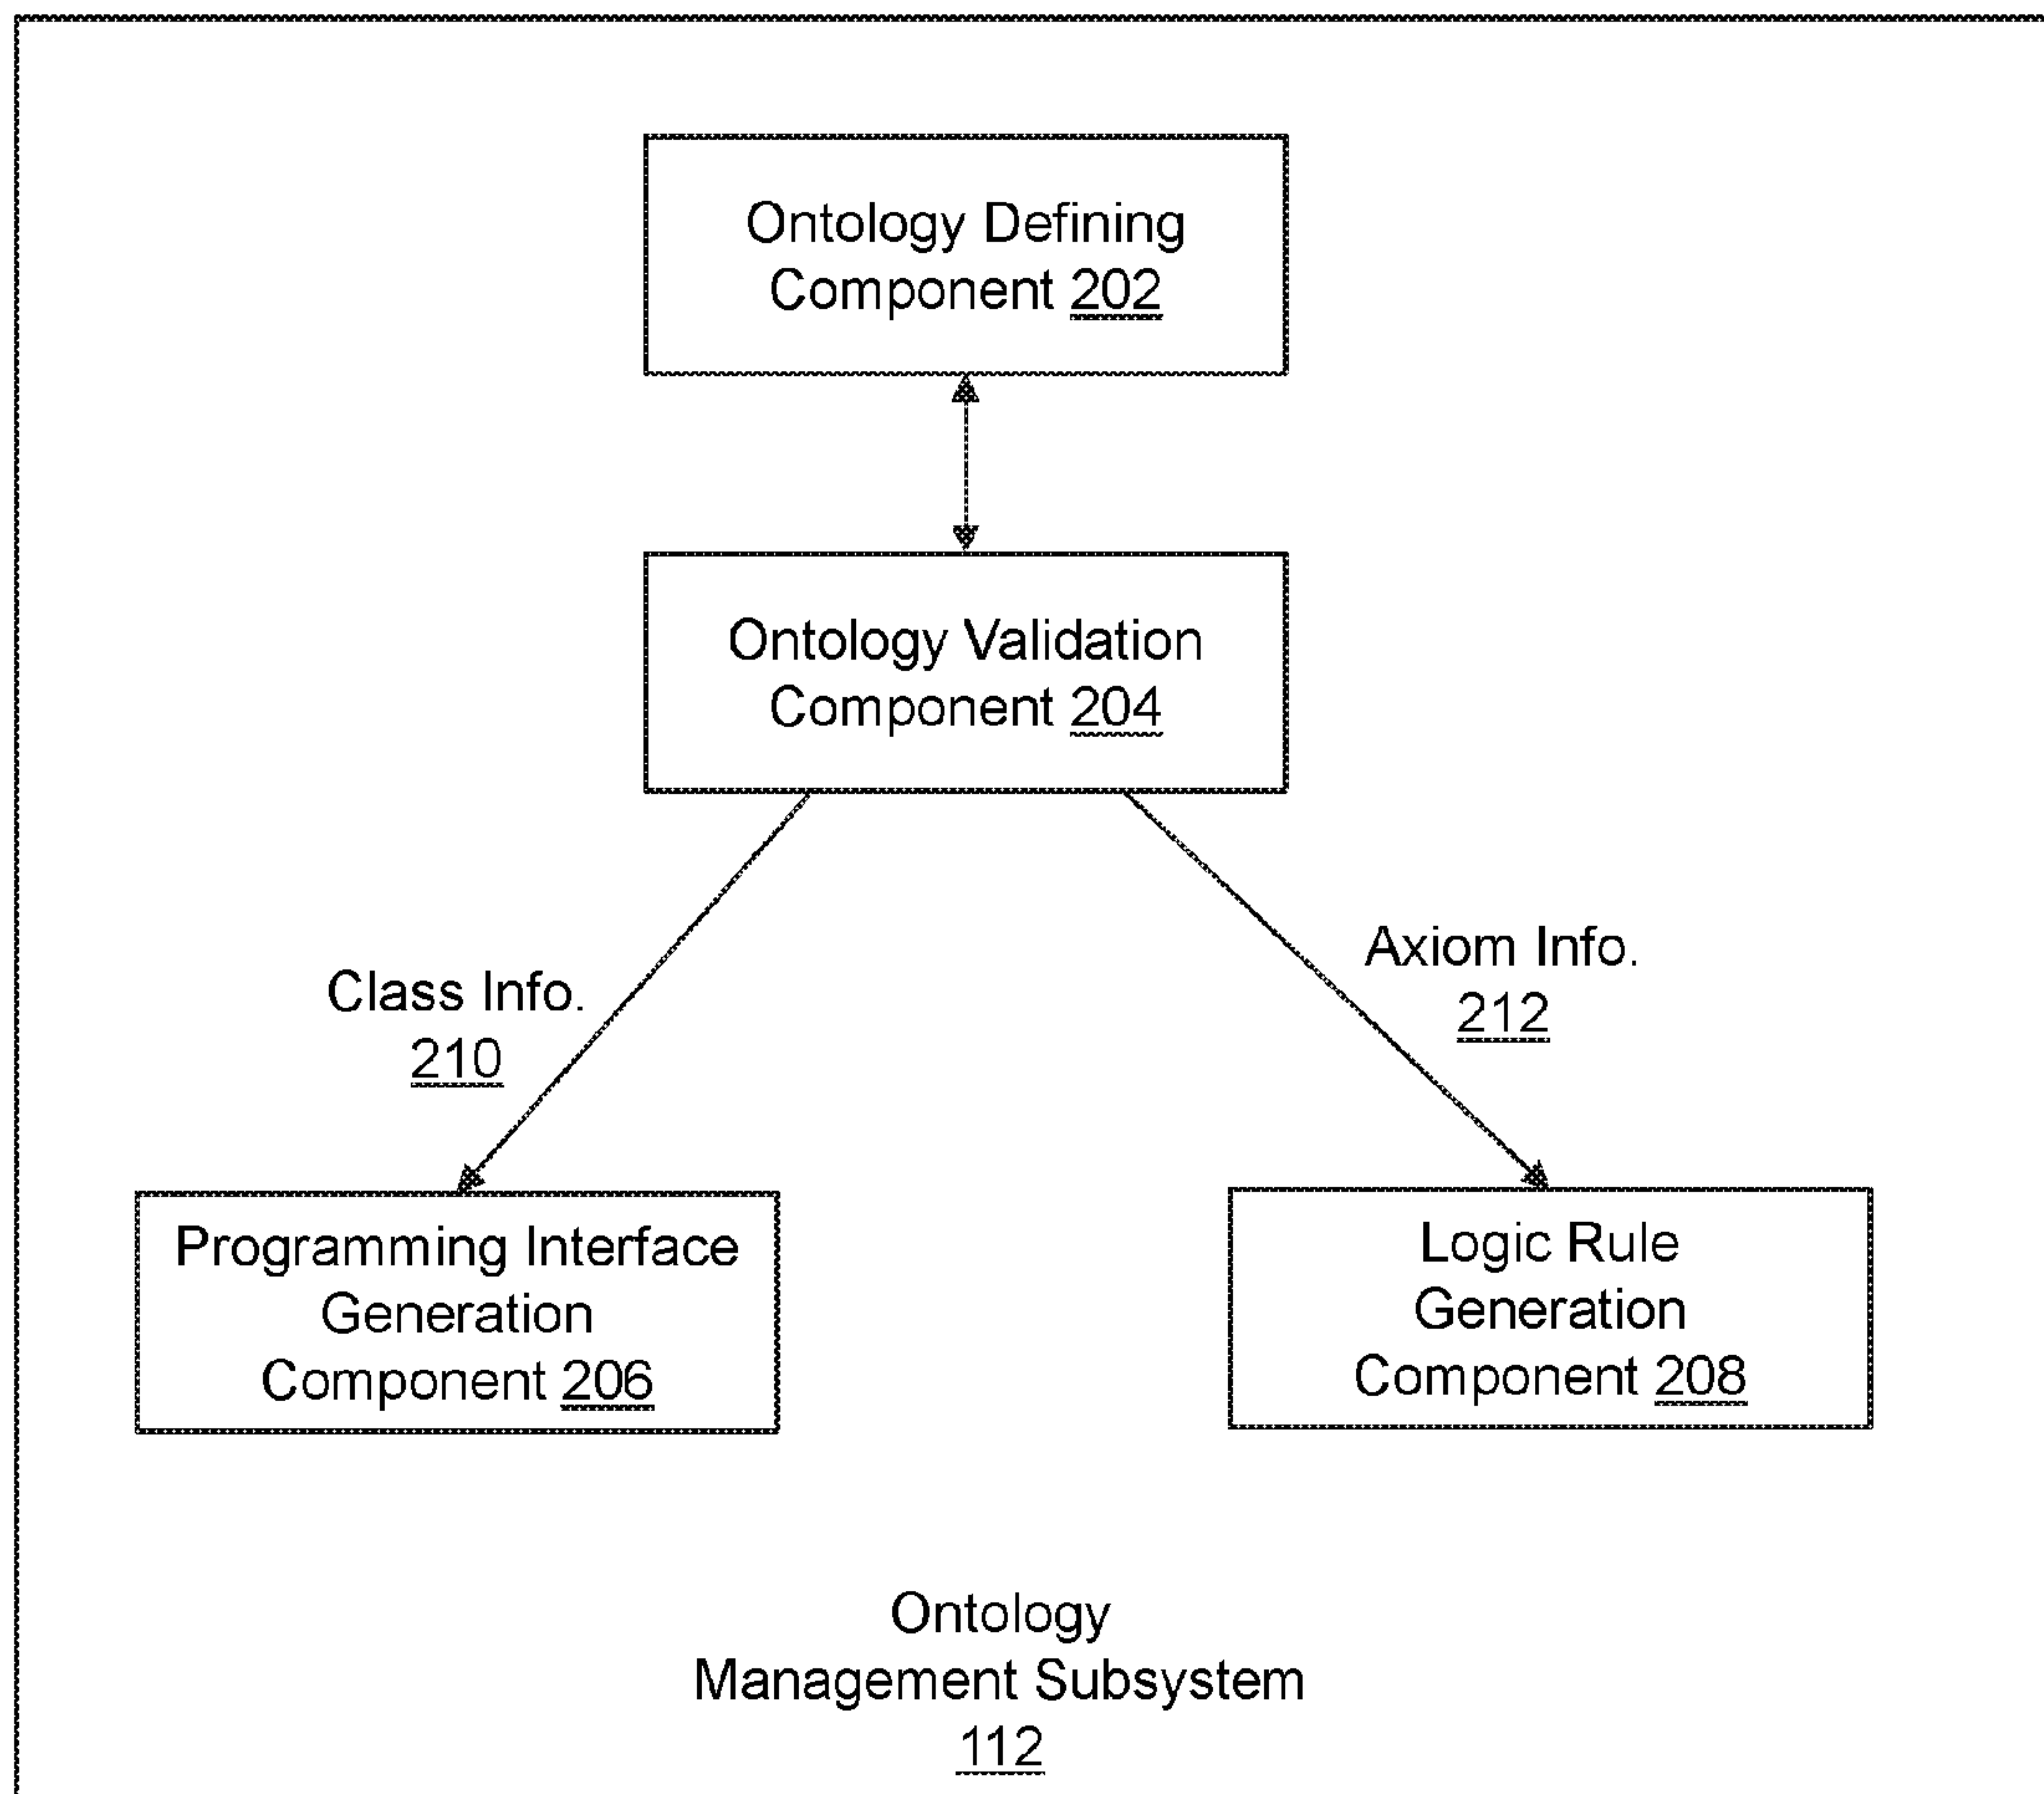 Ontology Defining
Component 202
Ontology Validation
Component 204
Class Info.
210
Axiom Info.
212
Programming Interface
Generation
Component 206
Logic Rule
Generation
Component 208
Ontology
Management Subsystem
112